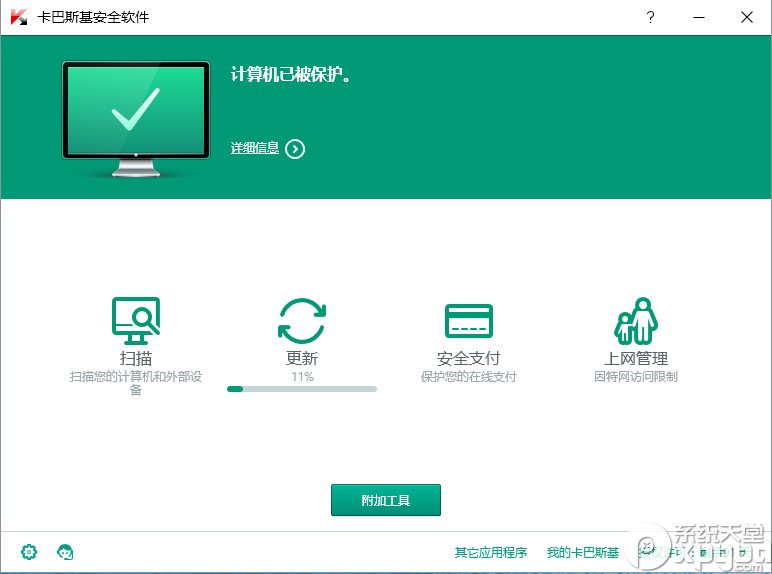 卡巴斯基安全软件
?
计算机已被保护。
详细信息
扫描
扫描您的计算机和外部设
备
更新
11%
安全支付
保护您的在线支付
上网管理
因特网访问限制
附加工具
其它应用程序
我的卡巴斯基
系统天堂
xpgod
.com